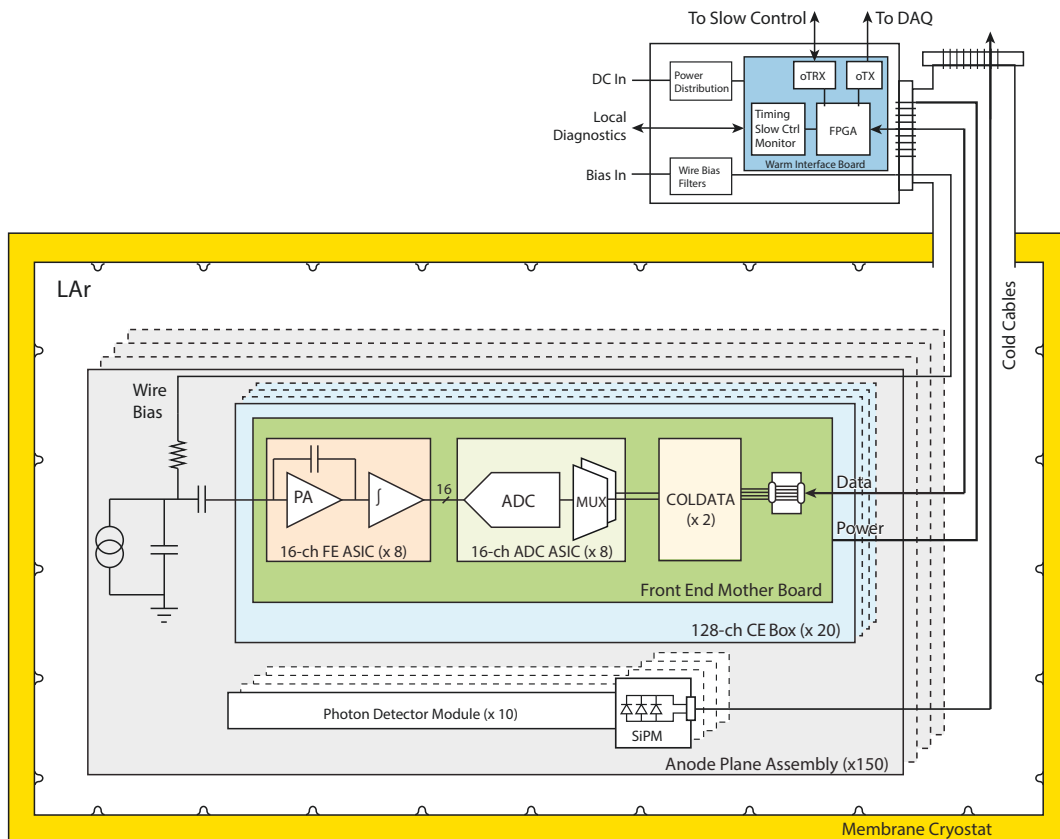 To Slow Control
To DAQ
DC In
Power
Distribution
oTRX
oTX
Local
Diagnostics
Timing
Slow Ctrl
Monitor
FPGA
Warm Interface Board
Bias In
Wire Bias
Filters
LAr
Cold Cables
Wire
Bias
PA
∫
16
ADC
MUX
COLDATA
(x 2)
Data
Power
16-ch FE ASIC (x 8)
16-ch ADC ASIC (x 8)
Front End Mother Board
128-ch CE Box (x 20)
Photon Detector Module (x 10)
SiPM
Anode Plane Assembly (x150)
Membrane Cryostat